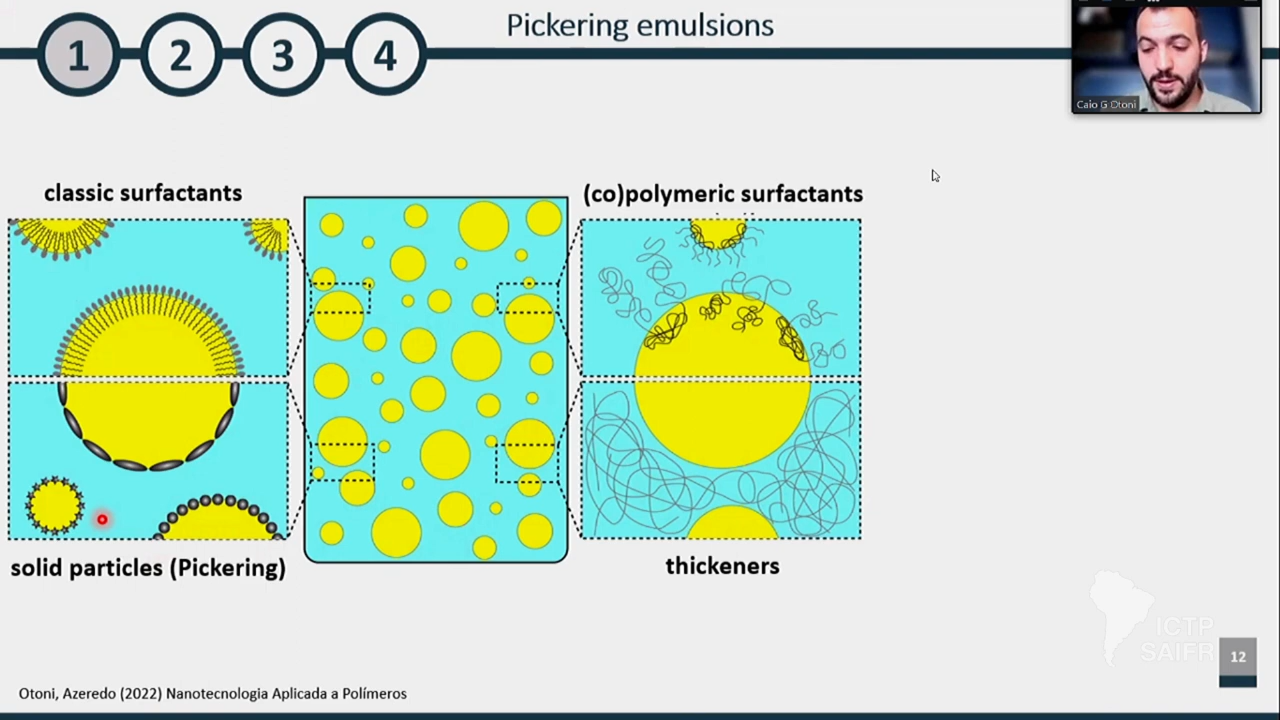 Pickering emulsions
1 2 3 4
Caio G Otoni
classic surfactants
(co)polymeric surfactants
solid particles (Pickering)
thickeners
ICTP
SAIFR
12
Otoni, Azeredo (2022) Nanotecnologia Aplicada a Polímeros